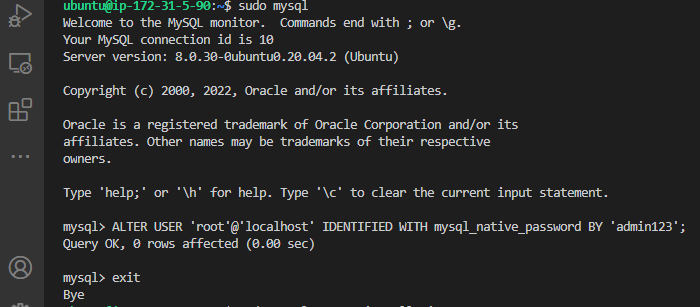 ubuntu@ip-172-31-5-90:~$ sudo mysql
Welcome to the MySQL monitor.  Commands end with ; or \g.
Your MySQL connection id is 10
Server version: 8.0.30-0ubuntu0.20.04.2 (Ubuntu)
Copyright (c) 2000, 2022, Oracle and/or its affiliates.
Oracle is a registered trademark of Oracle Corporation and/or its
affiliates. Other names may be trademarks of their respective
owners.
Type 'help;' or '\h' for help. Type '\c' to clear the current input statement.
mysql> ALTER USER 'root'@'localhost' IDENTIFIED WITH mysql_native_password BY 'admin123';
Query OK, 0 rows affected (0.00 sec)
mysql> exit
Bye